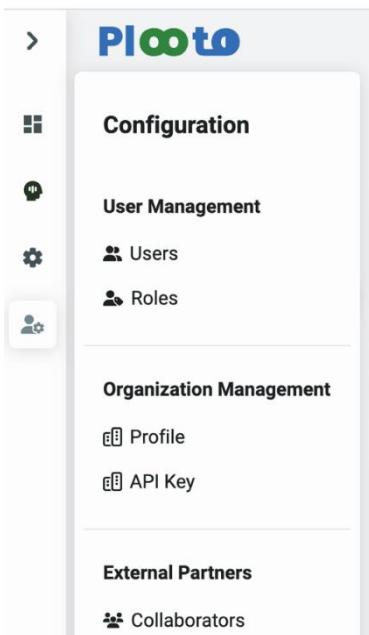 Plooto
Configuration
User Management
Users
Roles
Organization Management
Profile
API Key
External Partners
Collaborators